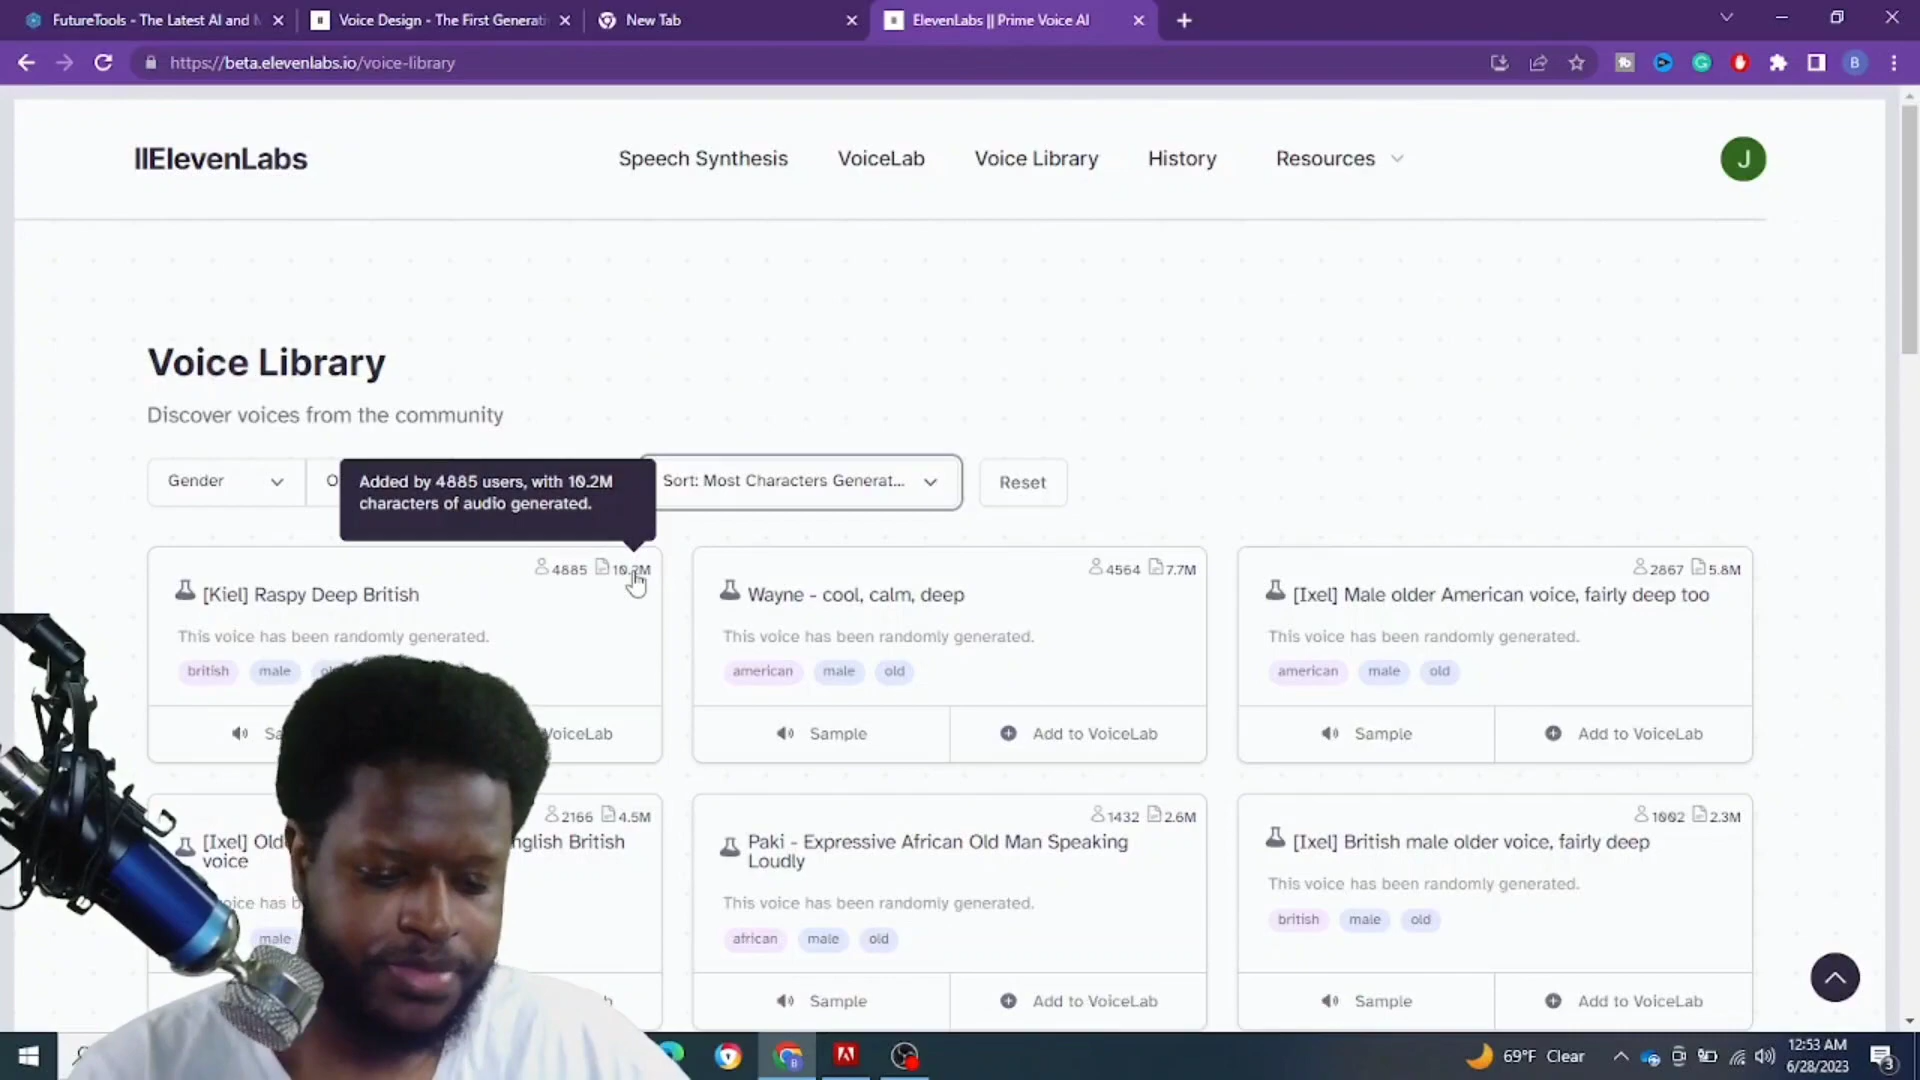 FutureTools - The Latest AI and
Voice Design - The First Generati
New Tab
ElevenLabs || Prime Voice AI
https://beta.elevenlabs.io/voice-library
B
IIElevenLabs
Speech Synthesis
VoiceLab
Voice Library
History
Resources
J
Voice Library
Discover voices from the community
Gender
O
Added by 4885 users, with 10.2M
characters of audio generated.
Sort: Most Characters Generat...
Reset
4885 10.2M
[Kiel] Raspy Deep British
This voice has been randomly generated.
british male
VoiceLab
4564 7.7M
Wayne - cool, calm, deep
This voice has been randomly generated.
american male old
Sample
Add to VoiceLab
2867 5.8M
[Ixel] Male older American voice, fairly deep too
This voice has been randomly generated.
american male old
Sample
Add to VoiceLab
2166 4.5M
[Ixel] Old nglish British
voice
male
1432 2.6M
Paki - Expressive African Old Man Speaking
Loudly
This voice has been randomly generated.
african male old
Sample
Add to VoiceLab
1002 2.3M
[Ixel] British male older voice, fairly deep
This voice has been randomly generated.
british male old
Sample
Add to VoiceLab
69°F Clear
12:53 AM
6/28/2023
3